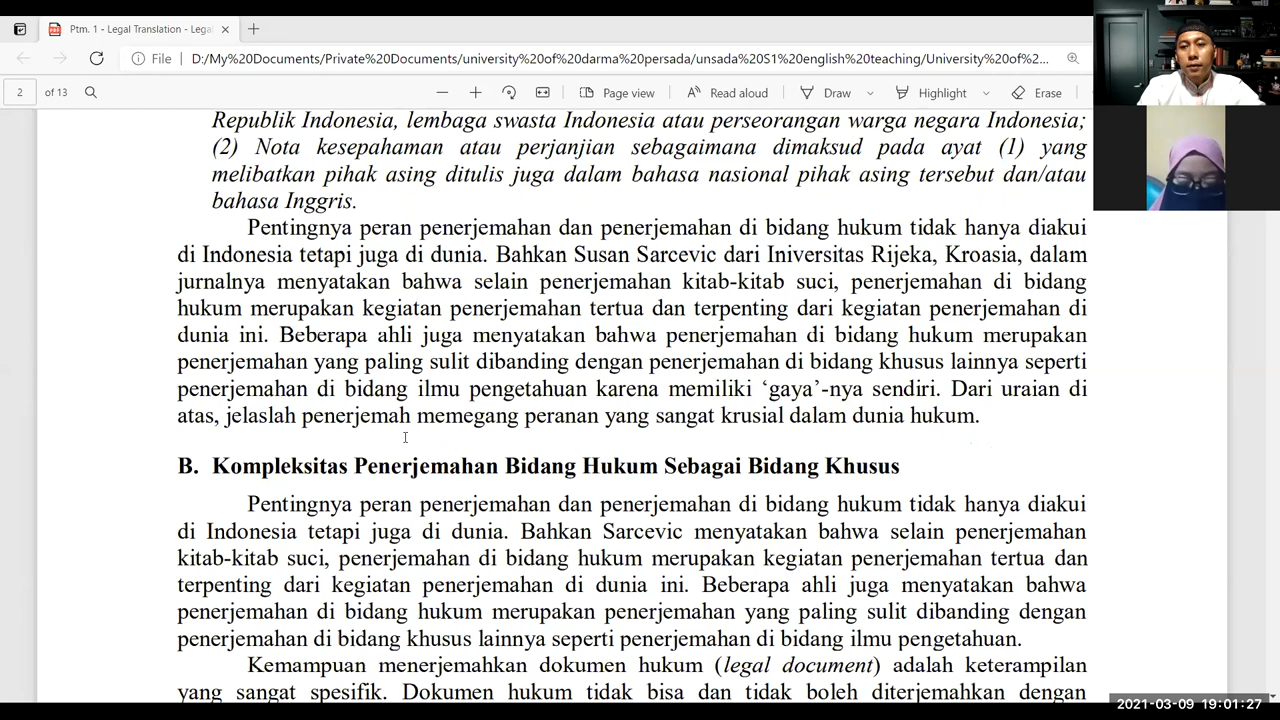 Ptm. 1 - Legal Translation - Lega
File
D:/My%20Documents/Private%20Documents/university%20of%20darma%20persada/unsada%20S1%20english%20teaching/University%20of%...
2 of 13
Page view
Read aloud
Draw
Highlight
Erase
Republik Indonesia, lembaga swasta Indonesia atau perseorangan warga negara Indonesia;
(2) Nota kesepahaman atau perjanjian sebagaimana dimaksud pada ayat (1) yang
melibatkan pihak asing ditulis juga dalam bahasa nasional pihak asing tersebut dan/atau
bahasa Inggris.
Pentingnya peran penerjemahan dan penerjemahan di bidang hukum tidak hanya diakui
di Indonesia tetapi juga di dunia. Bahkan Susan Sarcevic dari Iniversitas Rijeka, Kroasia, dalam
jurnalnya menyatakan bahwa selain penerjemahan kitab-kitab suci, penerjemahan di bidang
hukum merupakan kegiatan penerjemahan tertua dan terpenting dari kegiatan penerjemahan di
dunia ini. Beberapa ahli juga menyatakan bahwa penerjemahan di bidang hukum merupakan
penerjemahan yang paling sulit dibanding dengan penerjemahan di bidang khusus lainnya seperti
penerjemahan di bidang ilmu pengetahuan karena memiliki ‘gaya’-nya sendiri. Dari uraian di
atas, jelaslah penerjemah memegang peranan yang sangat krusial dalam dunia hukum.
B. Kompleksitas Penerjemahan Bidang Hukum Sebagai Bidang Khusus
Pentingnya peran penerjemahan dan penerjemahan di bidang hukum tidak hanya diakui
di Indonesia tetapi juga di dunia. Bahkan Sarcevic menyatakan bahwa selain penerjemahan
kitab-kitab suci, penerjemahan di bidang hukum merupakan kegiatan penerjemahan tertua dan
terpenting dari kegiatan penerjemahan di dunia ini. Beberapa ahli juga menyatakan bahwa
penerjemahan di bidang hukum merupakan penerjemahan yang paling sulit dibanding dengan
penerjemahan di bidang khusus lainnya seperti penerjemahan di bidang ilmu pengetahuan.
Kemampuan menerjemahkan dokumen hukum (legal document) adalah keterampilan
yang sangat spesifik. Dokumen hukum tidak bisa dan tidak boleh diterjemahkan dengan
2021-03-09 19:01:27